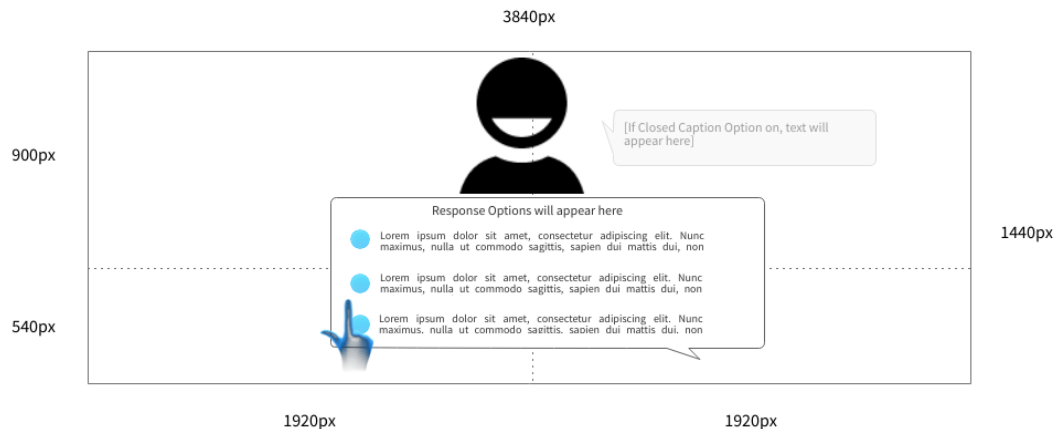 3840px
[If Closed Caption Option on, text will
appear here]
900px
Response Options will appear here
Lorem ipsum dolor sit amet, consectetur adipiscing elit. Nunc
maximus, nulla ut commodo sagittis, sapien dui mattis dui, non
1440px
Lorem ipsum dolor sit amet, consectetur adipiscing elit. Nunc
maximus, nulla ut commodo sagittis, sapien dui mattis dui, non
540px
Lorem ipsum dolor sit amet, consectetur adipiscing elit. Nunc
maximus, nulla ut commodo sagittis, sapien dui mattis dui, non
1920px
1920px